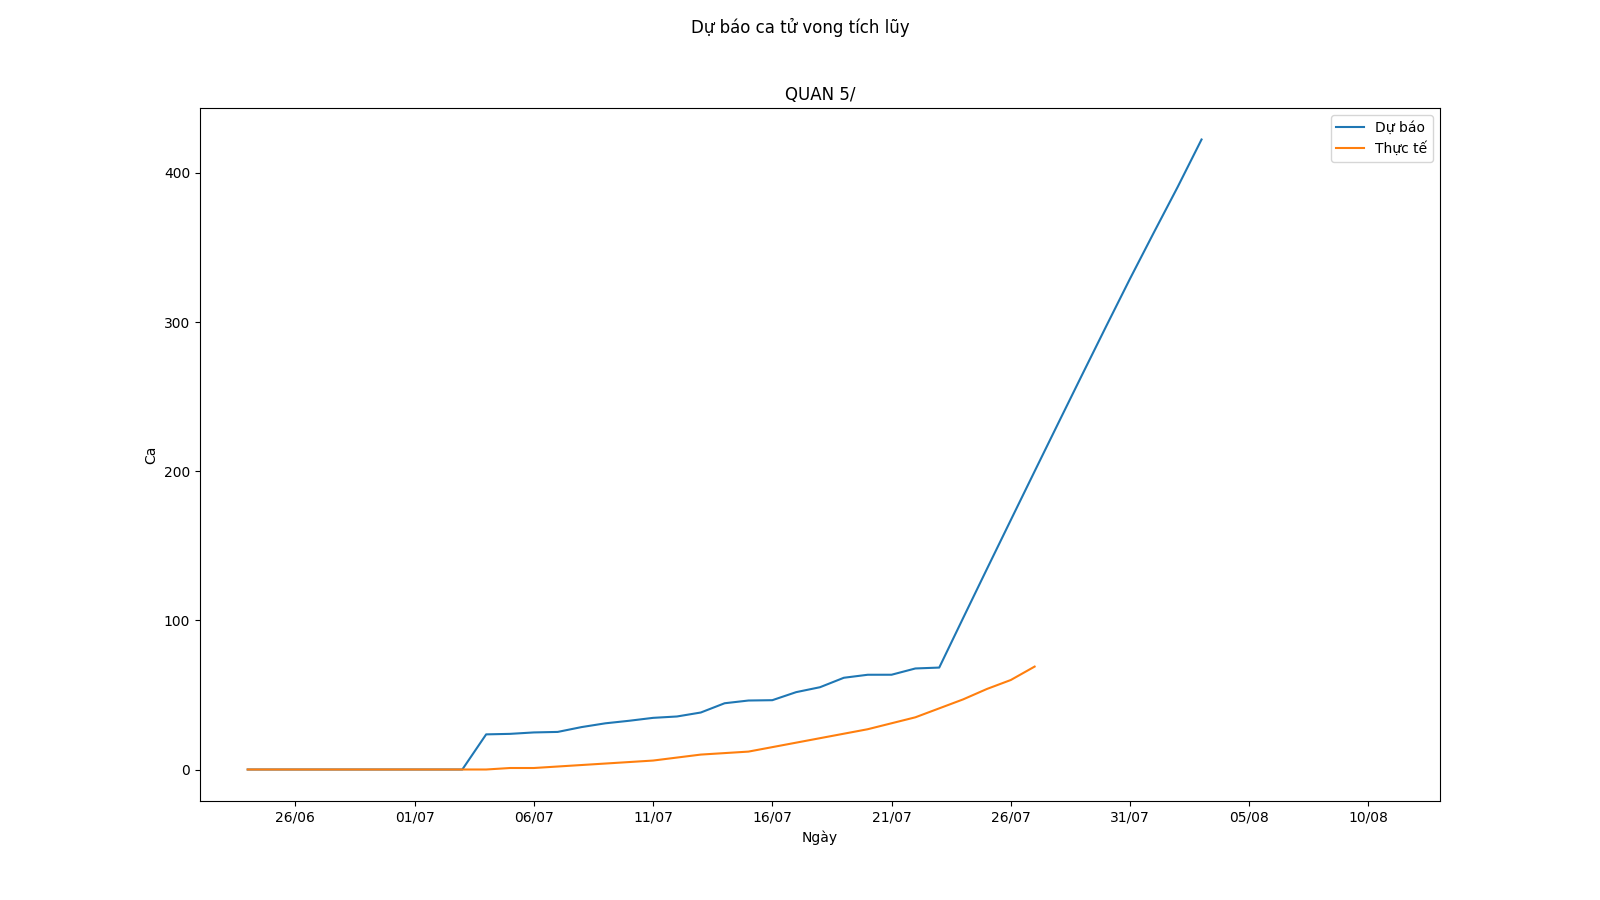 Dự báo ca tử vong tích lũy
QUAN 5/
Dự báo
Thực tế
Ca
400
300
200
100
0
26/06
01/07
06/07
11/07
16/07
21/07
26/07
31/07
05/08
10/08
Ngày